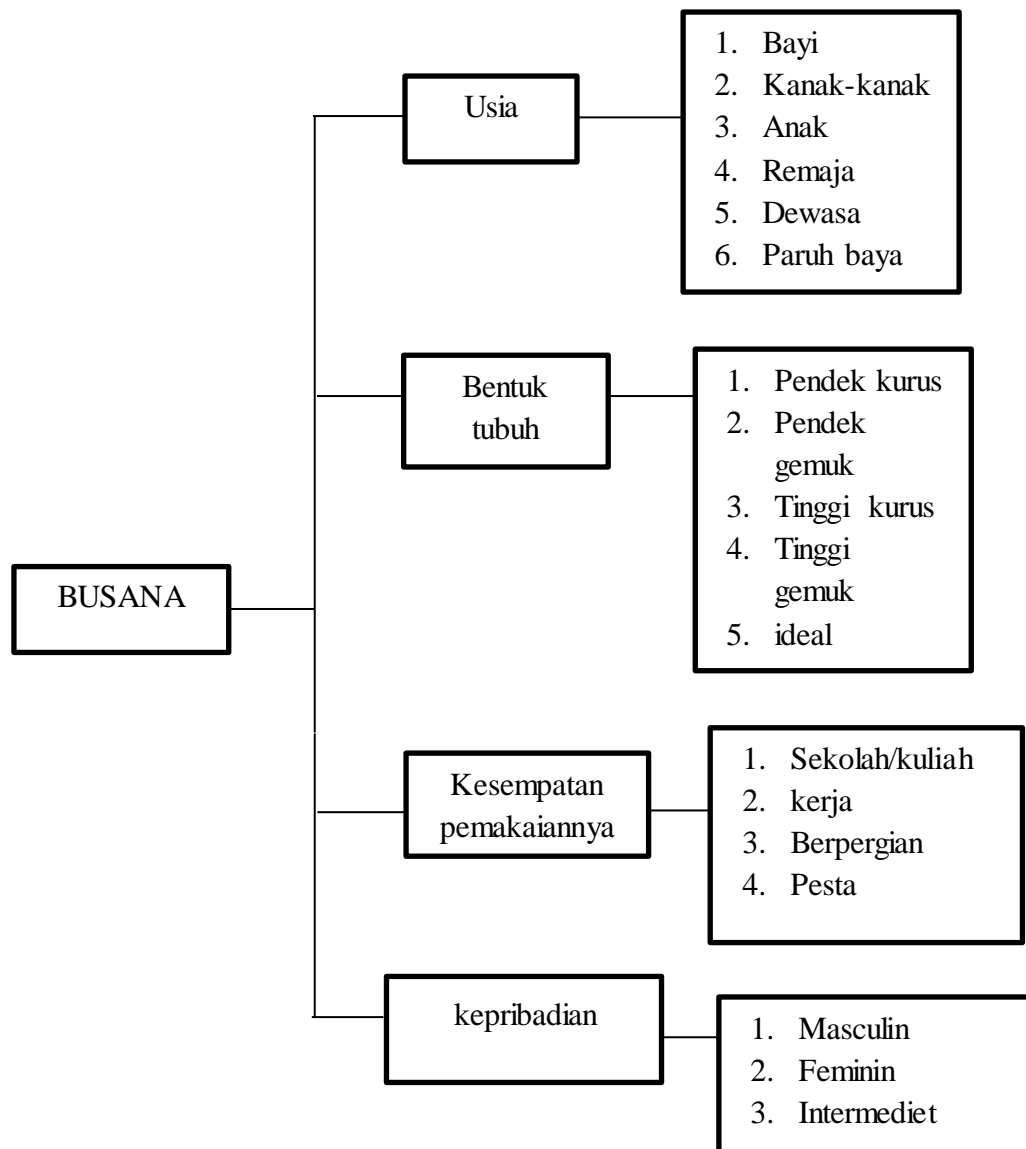 BUSANA
Usia
1. Bayi
2. Kanak-kanak
3. Anak
4. Remaja
5. Dewasa
6. Paruh baya
Bentuk
tubuh
1. Pendek kurus
2. Pendek
gemuk
3. Tinggi kurus
4. Tinggi
gemuk
5. ideal
Kesempatan
pemakaiannya
1. Sekolah/kuliah
2. kerja
3. Berpergian
4. Pesta
kepribadian
1. Masculin
2. Feminin
3. Intermediet